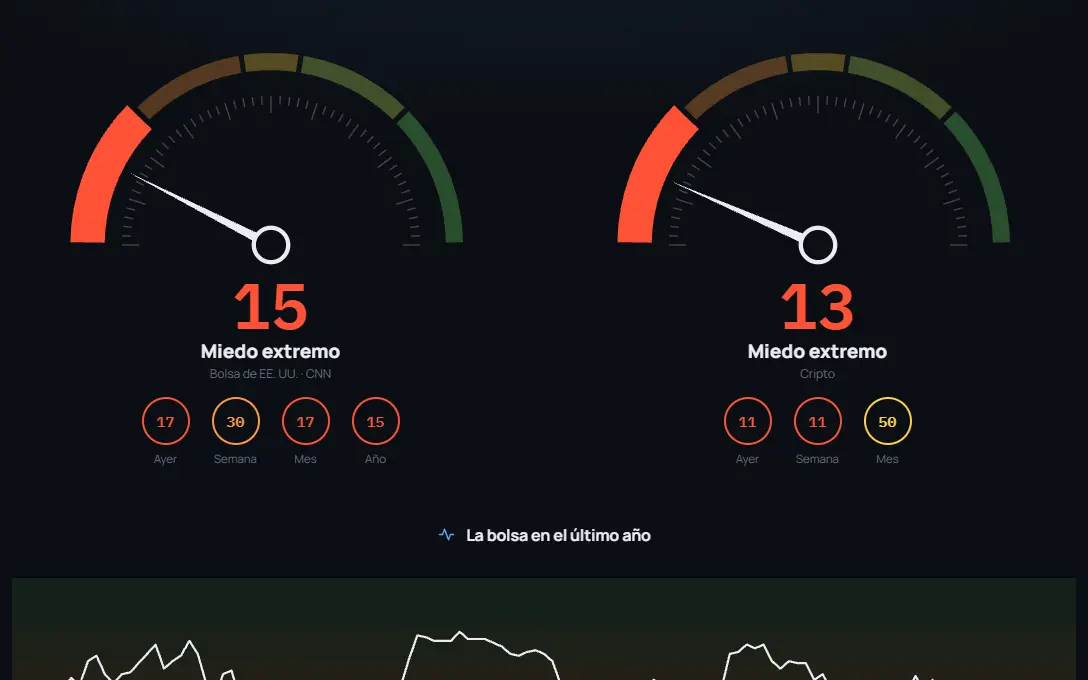 15
Miedo extremo
Bolsa de EE. UU. · CNN
17 30 17 15
Ayer Semana Mes Año
13
Miedo extremo
Cripto
11 11 50
Ayer Semana Mes
La bolsa en el último año